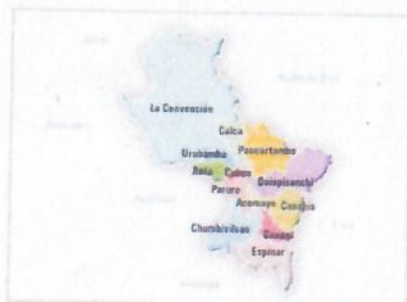 La Convención
Calca
Paucartambo
Urubamba
Anta
Cusco
Quispicanchi
Paruro
Acomayo
Canchis
Chumbivilcas
Canas
Espinar